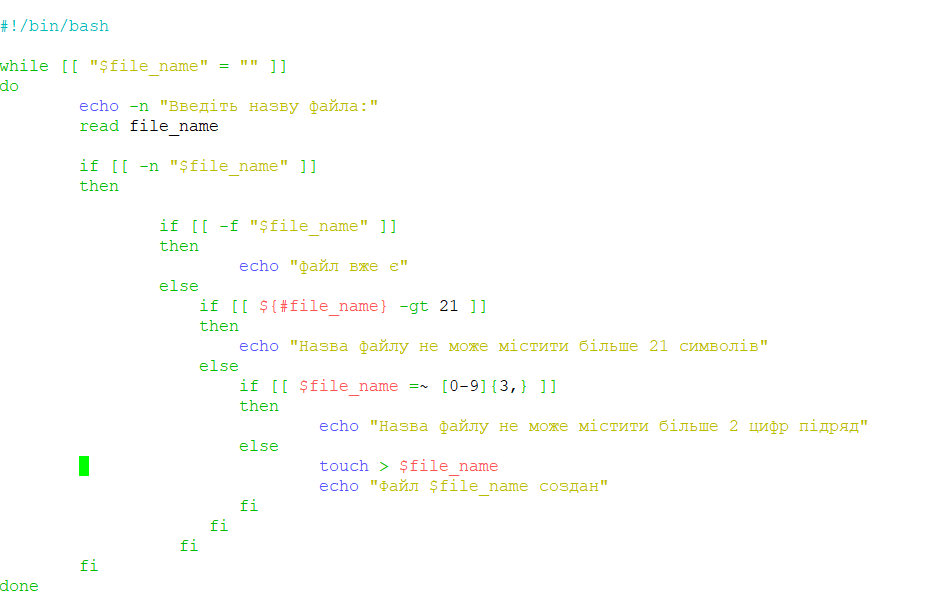 #!/bin/bash
while [[ "$file_name" = "" ]]
do
echo -n "Введіть назву файла:"
read file_name
if [[ -n "$file_name" ]]
then
if [[ -f "$file_name" ]]
then
echo "файл вже є"
else
if [[ ${#file_name} -gt 21 ]]
then
echo "Назва файлу не може містити більше 21 символів"
else
if [[ $file_name =~ [0-9]{3,} ]]
then
echo "Назва файлу не може містити більше 2 цифр підряд"
else
touch > $file_name
echo "Файл $file_name создан"
fi
fi
fi
fi
done